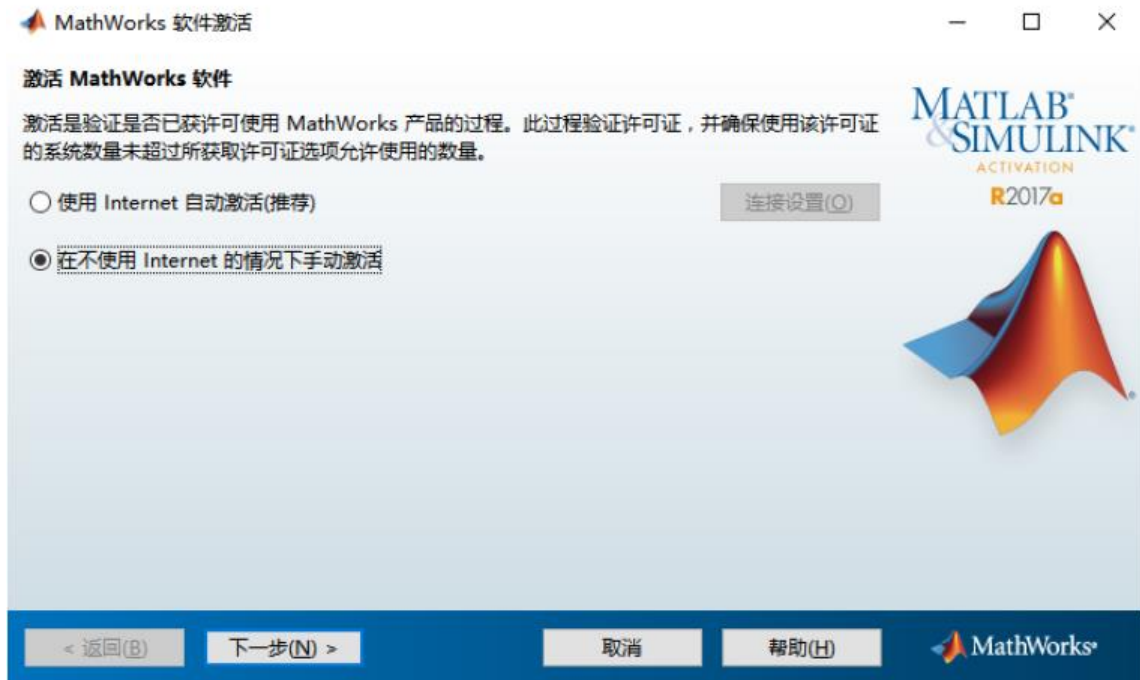 MathWorks 软件激活
激活 MathWorks 软件
激活是验证是否已获许可使用 MathWorks 产品的过程。此过程验证许可证，并确保使用该许可证
的系统数量未超过所获取许可证选项允许使用的数量。
使用 Internet 自动激活(推荐)
连接设置(O)
在不使用 Internet 的情况下手动激活
MATLAB®
&SIMULINK®
ACTIVATION
R2017a
®
< 返回(B)
下一步(N) >
取消
帮助(H)
MathWorks®